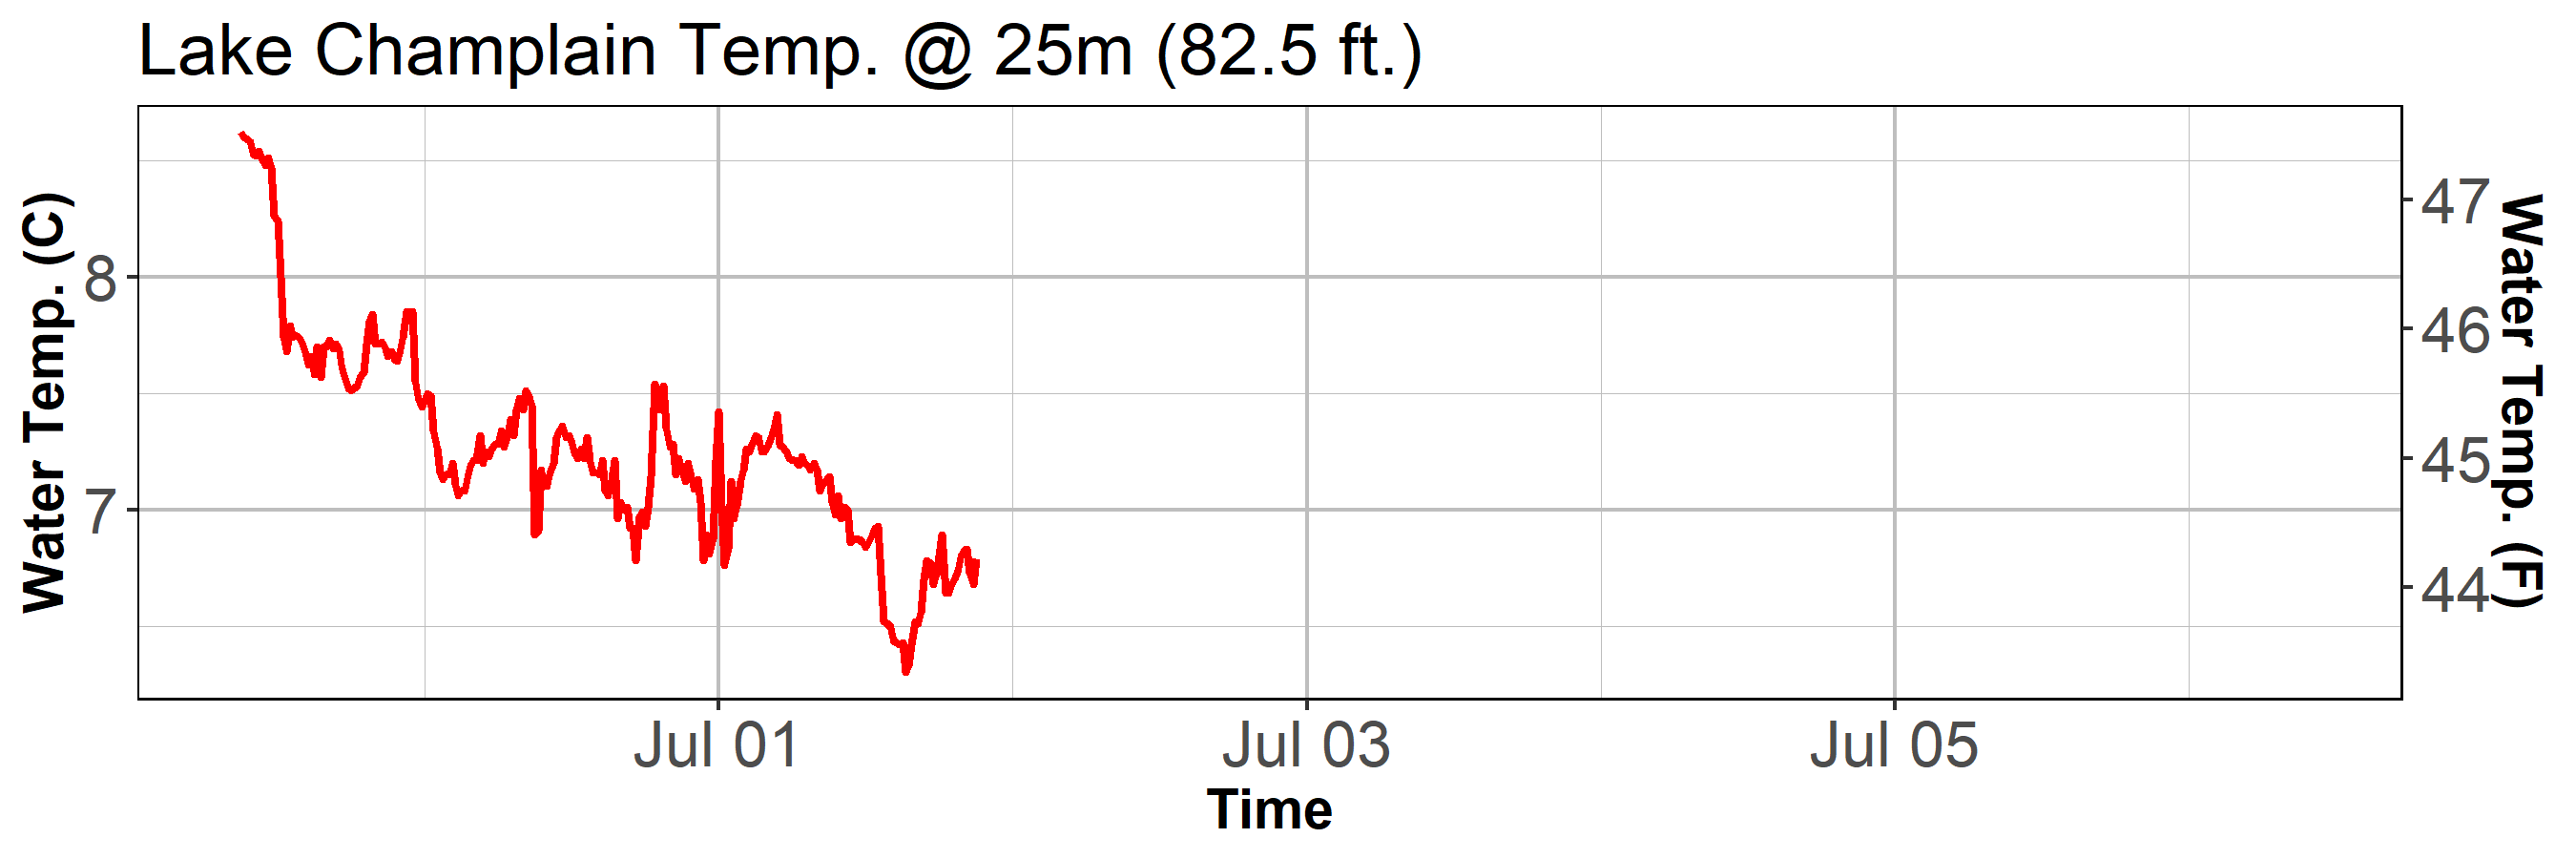 Lake Champlain Temp. @ 25m (82.5 ft.)
Water Temp. (C)
8
7
47
46
45
44
Water Temp. (F)
Jul 01
Jul 03
Jul 05
Time